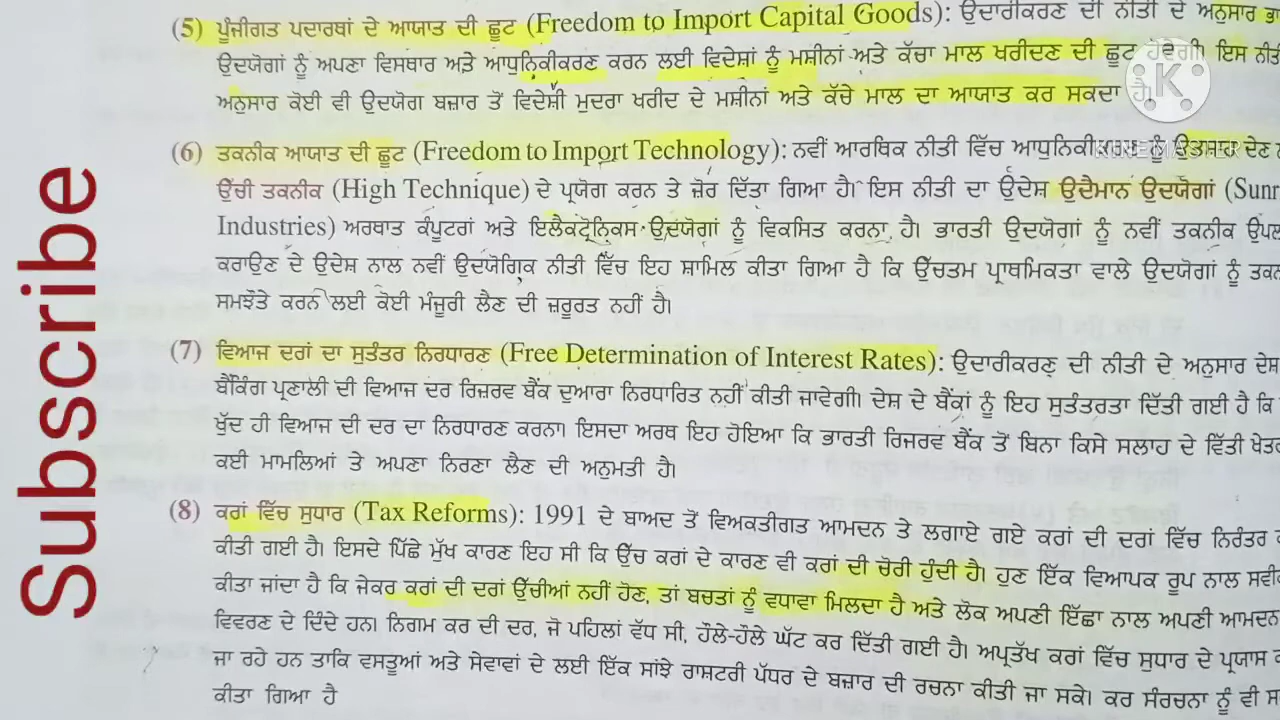 Subscribe
(5) ਪੂੰਜੀਗਤ ਪਦਾਰਥਾਂ ਦੇ ਆਯਾਤ ਦੀ ਛੂਟ (Freedom to Import Capital Goods): ਉਦਾਰੀਕਰਣ ਦੀ ਨੀਤੀ ਦੇ ਅਨੁਸਾਰ
ਉਦਯੋਗਾਂ ਨੂੰ ਅਪਣਾ ਵਿਸਥਾਰ ਅਤੇ ਆਧੁਨਿਕੀਕਰਣ ਕਰਨ ਲਈ ਵਿਦੇਸ਼ਾਂ ਨੂੰ ਮਸ਼ੀਨਾਂ ਅਤੇ ਕੱਚਾ ਮਾਲ ਖਰੀਦਣ ਦੀ ਛੂਟ ਹੋਵੇਗੀ। ਇਸ
ਅਨੁਸਾਰ ਕੋਈ ਵੀ ਉਦਯੋਗ ਬਜ਼ਾਰ ਤੋਂ ਵਿਦੇਸ਼ੀ ਮੁਦਰਾ ਖਰੀਦ ਦੇ ਮਸ਼ੀਨਾਂ ਅਤੇ ਕੱਚੇ ਮਾਲ ਦਾ ਆਯਾਤ ਕਰ ਸਕਦਾ ਹੈ।
K
KINEMASTER
(6) ਤਕਨੀਕ ਆਯਾਤ ਦੀ ਛੂਟ (Freedom to Import Technology): ਨਵੀਂ ਆਰਥਿਕ ਨੀਤੀ ਵਿੱਚ ਆਧੁਨਿਕੀਕਰਣ ਨੂੰ ਉਤਸਾਹ ਦੇਣ
ਉੱਚੀ ਤਕਨੀਕ (High Technique) ਦੇ ਪ੍ਰਯੋਗ ਕਰਨ ਤੇ ਜ਼ੋਰ ਦਿੱਤਾ ਗਿਆ ਹੈ। ਇਸ ਨੀਤੀ ਦਾ ਉਦੇਸ਼ ਉਦੈਮਾਨ ਉਦਯੋਗਾਂ
Industries) ਅਰਥਾਤ ਕੰਪੂਟਰਾਂ ਅਤੇ ਇਲੈਕਟ੍ਰੋਨਿਕਸ ਉਦਯੋਗਾਂ ਨੂੰ ਵਿਕਸਿਤ ਕਰਨਾ ਹੈ। ਭਾਰਤੀ ਉਦਯੋਗਾਂ ਨੂੰ ਨਵੀਂ ਤਕਨੀਕ
ਕਰਾਉਣ ਦੇ ਉਦੇਸ਼ ਨਾਲ ਨਵੀਂ ਉਦਯੋਗਿਕ ਨੀਤੀ ਵਿੱਚ ਇਹ ਸ਼ਾਮਿਲ ਕੀਤਾ ਗਿਆ ਹੈ ਕਿ ਉੱਚਤਮ ਪ੍ਰਾਥਮਿਕਤਾ ਵਾਲੇ ਉਦਯੋਗਾਂ ਨੂੰ
ਸਮਝੌਤੇ ਕਰਨ ਲਈ ਕੋਈ ਮੰਜੂਰੀ ਲੈਣ ਦੀ ਜ਼ਰੂਰਤ ਨਹੀਂ ਹੈ।
(7) ਵਿਆਜ ਦਰਾਂ ਦਾ ਸੁਤੰਤਰ ਨਿਰਧਾਰਣ (Free Determination of Interest Rates): ਉਦਾਰੀਕਰਣ ਦੀ ਨੀਤੀ ਦੇ ਅਨੁਸਾਰ ਦੇਸ਼
ਬੈਂਕਿੰਗ ਪ੍ਰਣਾਲੀ ਦੀ ਵਿਆਜ ਦਰ ਰਿਜ਼ਰਵ ਬੈਂਕ ਦੁਆਰਾ ਨਿਰਧਾਰਿਤ ਨਹੀਂ ਕੀਤੀ ਜਾਵੇਗੀ। ਦੇਸ਼ ਦੇ ਬੈਂਕਾਂ ਨੂੰ ਇਹ ਸੁਤੰਤਰਤਾ ਦਿੱਤੀ ਗਈ ਹੈ ਕਿ
ਖੁੱਦ ਹੀ ਵਿਆਜ ਦੀ ਦਰ ਦਾ ਨਿਰਧਾਰਣ ਕਰਨਾ। ਇਸਦਾ ਅਰਥ ਇਹ ਹੋਇਆ ਕਿ ਭਾਰਤੀ ਰਿਜਰਵ ਬੈਂਕ ਤੋਂ ਬਿਨਾ ਕਿਸੇ ਸਲਾਹ ਦੇ ਵਿੱਤੀ
ਕਈ ਮਾਮਲਿਆਂ ਤੇ ਅਪਣਾ ਨਿਰਣਾ ਲੈਣ ਦੀ ਅਨੁਮਤੀ ਹੈ।
(8) ਕਰਾਂ ਵਿੱਚ ਸੁਧਾਰ (Tax Reforms): 1991 ਦੇ ਬਾਅਦ ਤੋਂ ਵਿਅਕਤੀਗਤ ਆਮਦਨ ਤੇ ਲਗਾਏ ਗਏ ਕਰਾਂ ਦੀ ਦਰਾਂ ਵਿੱਚ ਨਿਰੰਤਰ
ਕੀਤੀ ਗਈ ਹੈ। ਇਸਦੇ ਪਿੱਛੇ ਮੁੱਖ ਕਾਰਣ ਇਹ ਸੀ ਕਿ ਉੱਚ ਕਰਾਂ ਦੇ ਕਾਰਣ ਵੀ ਕਰਾਂ ਦੀ ਚੋਰੀ ਹੁੰਦੀ ਹੈ। ਹੁਣ ਇੱਕ ਵਿਆਪਕ ਰੂਪ ਨਾਲ
ਕੀਤਾ ਜਾਂਦਾ ਹੈ ਕਿ ਜੇਕਰ ਕਰਾਂ ਦੀ ਦਰਾਂ ਉੱਚੀਆਂ ਨਹੀਂ ਹੋਣ, ਤਾਂ ਬਚਤਾਂ ਨੂੰ ਵਧਾਵਾ ਮਿਲਦਾ ਹੈ ਅਤੇ ਲੋਕ ਅਪਣੀ ਇੱਛਾ ਨਾਲ ਅਪਣੀ ਆਮਦਨ
ਵਿਵਰਣ ਦੇ ਦਿੰਦੇ ਹਨ। ਨਿਗਮ ਕਰ ਦੀ ਦਰ, ਜੋ ਪਹਿਲਾਂ ਵੱਧ ਸੀ, ਹੌਲੇ-ਹੌਲੇ ਘੱਟ ਕਰ ਦਿੱਤੀ ਗਈ ਹੈ। ਅਪ੍ਰਤੱਖ ਕਰਾਂ ਵਿੱਚ ਸੁਧਾਰ ਦੇ ਪ੍ਰਯਾਸ
ਜਾ ਰਹੇ ਹਨ ਤਾਕਿ ਵਸਤੂਆਂ ਅਤੇ ਸੇਵਾਵਾਂ ਦੇ ਲਈ ਇੱਕ ਸਾਂਝੇ ਰਾਸ਼ਟਰੀ ਪੱਧਰ ਦੇ ਬਜ਼ਾਰ ਦੀ ਰਚਨਾ ਕੀਤੀ ਜਾ ਸਕੇ। ਕਰ ਸੰਰਚਨਾ ਨੂੰ ਵੀ
ਕੀਤਾ ਗਿਆ ਹੈ